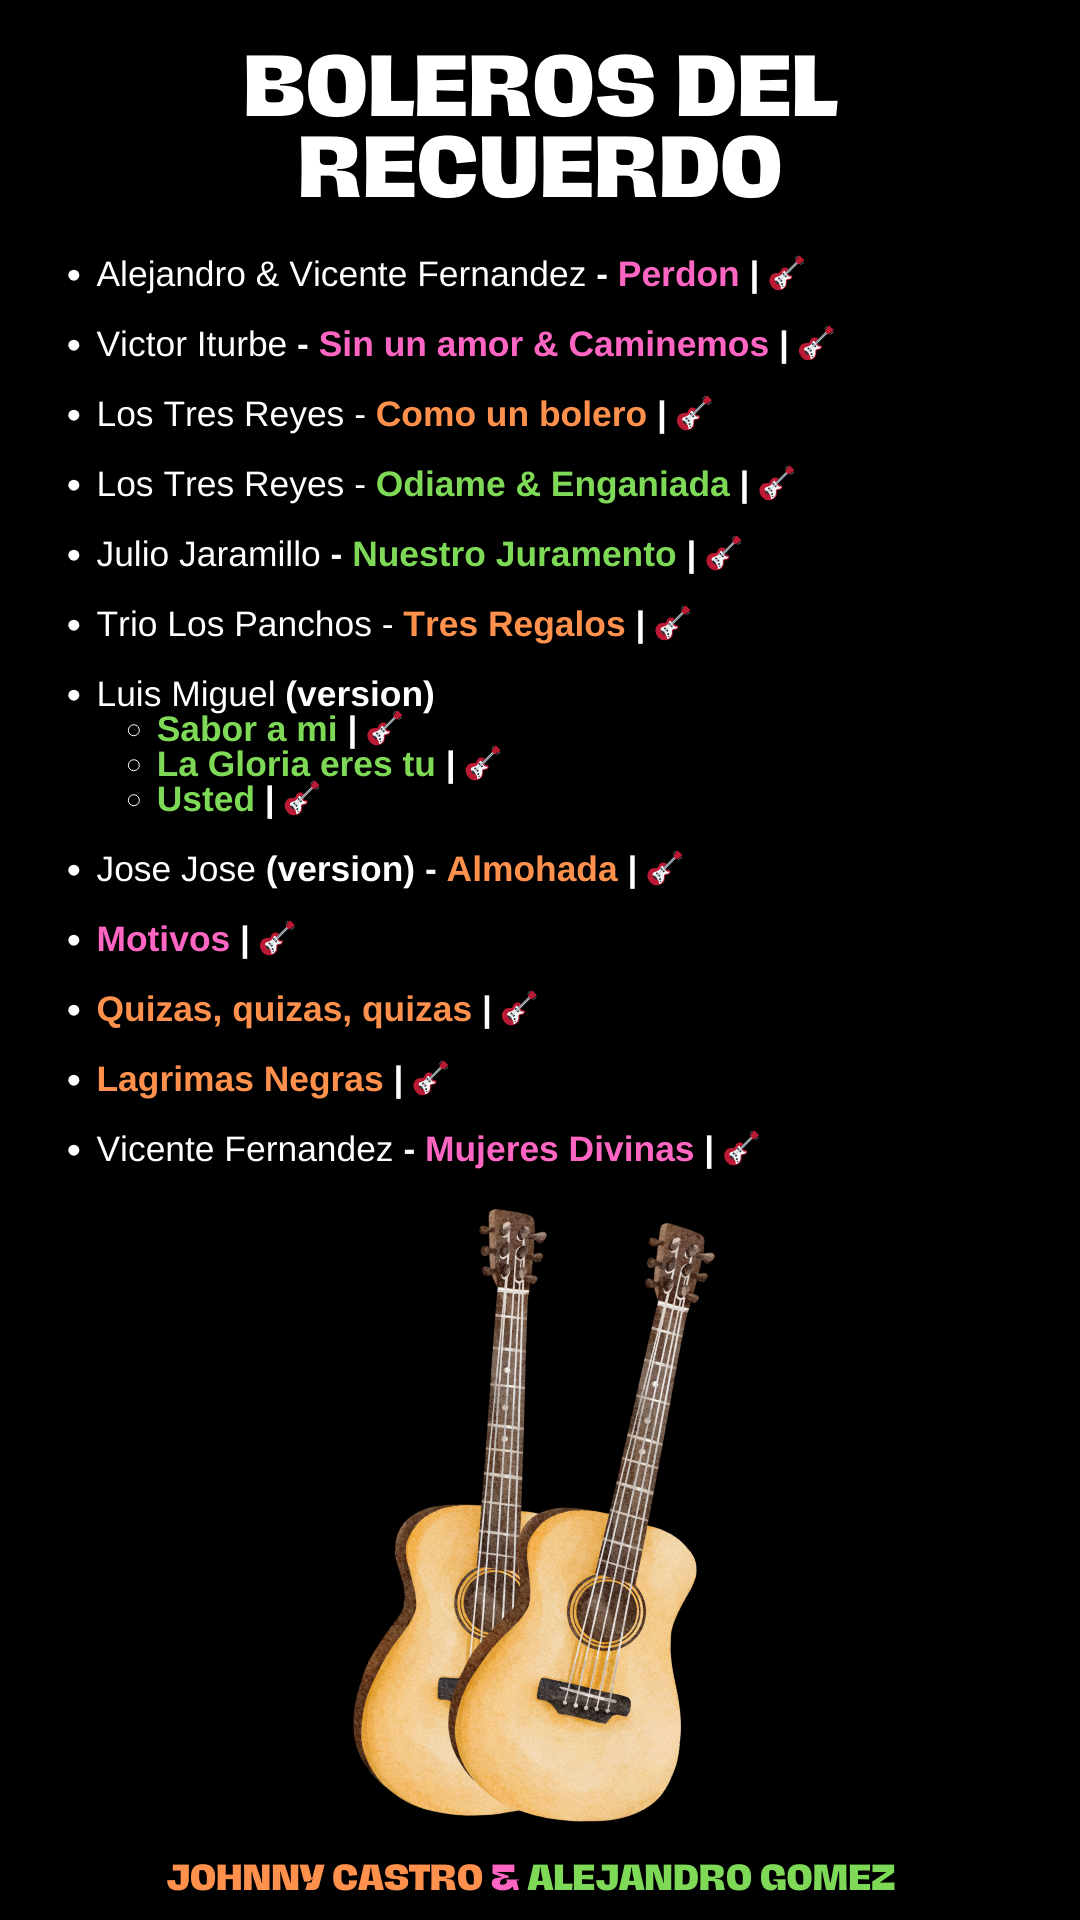 BOLEROS DEL
RECUERDO
• Alejandro & Vicente Fernandez - Perdon | 🎸
• Victor Iturbe - Sin un amor & Caminemos | 🎸
• Los Tres Reyes - Como un bolero | 🎸
• Los Tres Reyes - Odiame & Enganiada | 🎸
• Julio Jaramillo - Nuestro Juramento | 🎸
• Trio Los Panchos - Tres Regalos | 🎸
• Luis Miguel (version)
◦ Sabor a mi | 🎸
◦ La Gloria eres tu | 🎸
◦ Usted | 🎸
• Jose Jose (version) - Almohada | 🎸
• Motivos | 🎸
• Quizas, quizas, quizas | 🎸
• Lagrimas Negras | 🎸
• Vicente Fernandez - Mujeres Divinas | 🎸
JOHNNY CASTRO & ALEJANDRO GOMEZ